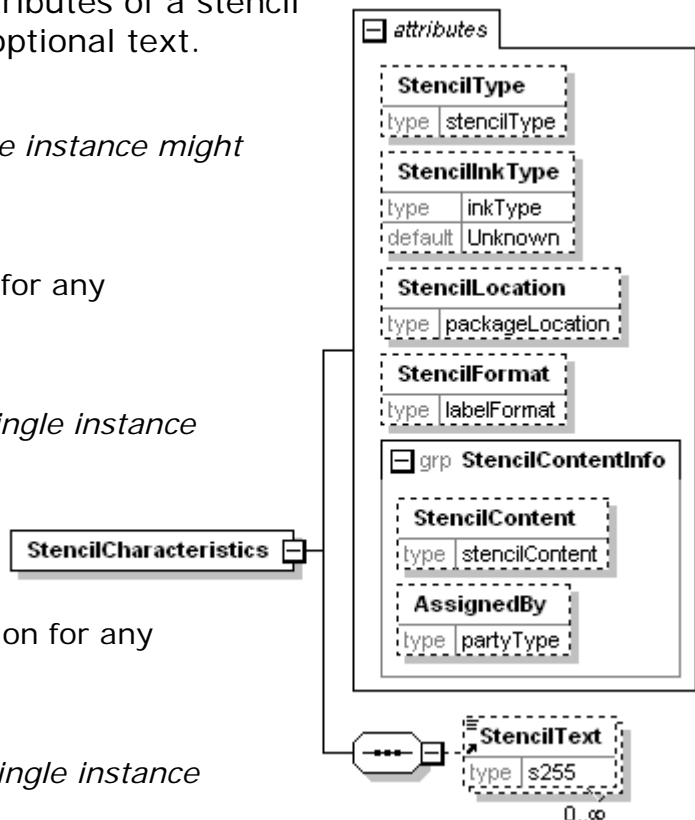 ributes of a stencil
optional text.
e instance might
for any
ngle instance
on for any
ingle instance
attributes
StencilType
type stencilType
StencilInkType
type inkType
default Unknown
StencilLocation
type packageLocation
StencilFormat
type labelFormat
grp StencilContentInfo
StencilContent
type stencilContent
AssignedBy
type partyType
StencilCharacteristics
StencilText
type s255
0..∞